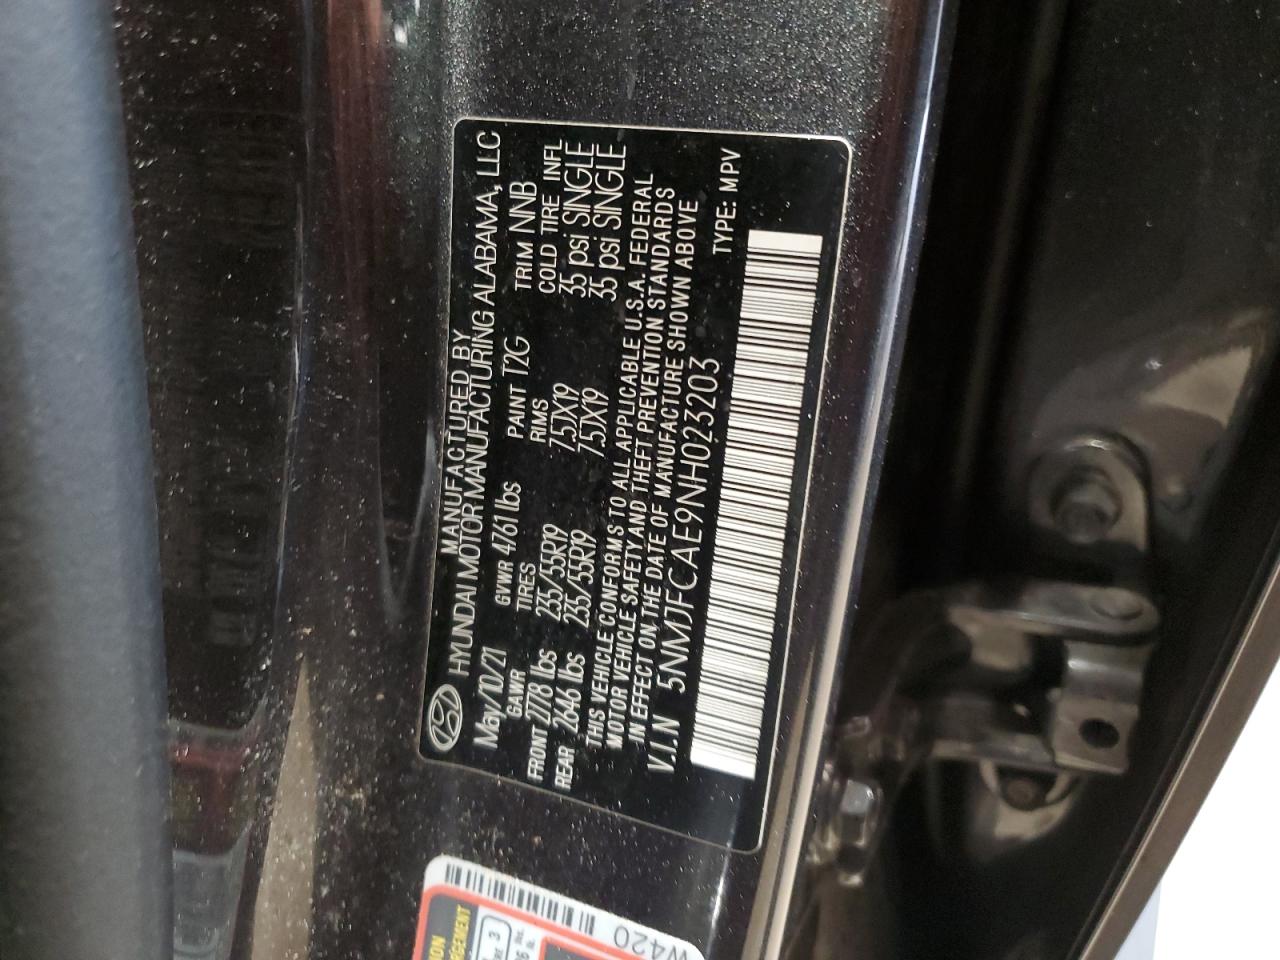 MANUFACTURED BY
HYUNDAI MOTOR MANUFACTURING ALABAMA, LLC
May/10/21 GVWR 4761 lbs PAINT T2G TRIM NNB
GAWR TIRES RIMS COLD TIRE INFL
FRONT 2778 lbs 235/55R19 7.5JX19 35 psi SINGLE
REAR 2646 lbs 235/55R19 7.5JX19 35 psi SINGLE
THIS VEHICLE CONFORMS TO ALL APPLICABLE U.S.A. FEDERAL
MOTOR VEHICLE SAFETY AND THEFT PREVENTION STANDARDS
IN EFFECT ON THE DATE OF MANUFACTURE SHOWN ABOVE
V.I.N 5NMJFCAE9NH023203 TYPE: MPV
W420